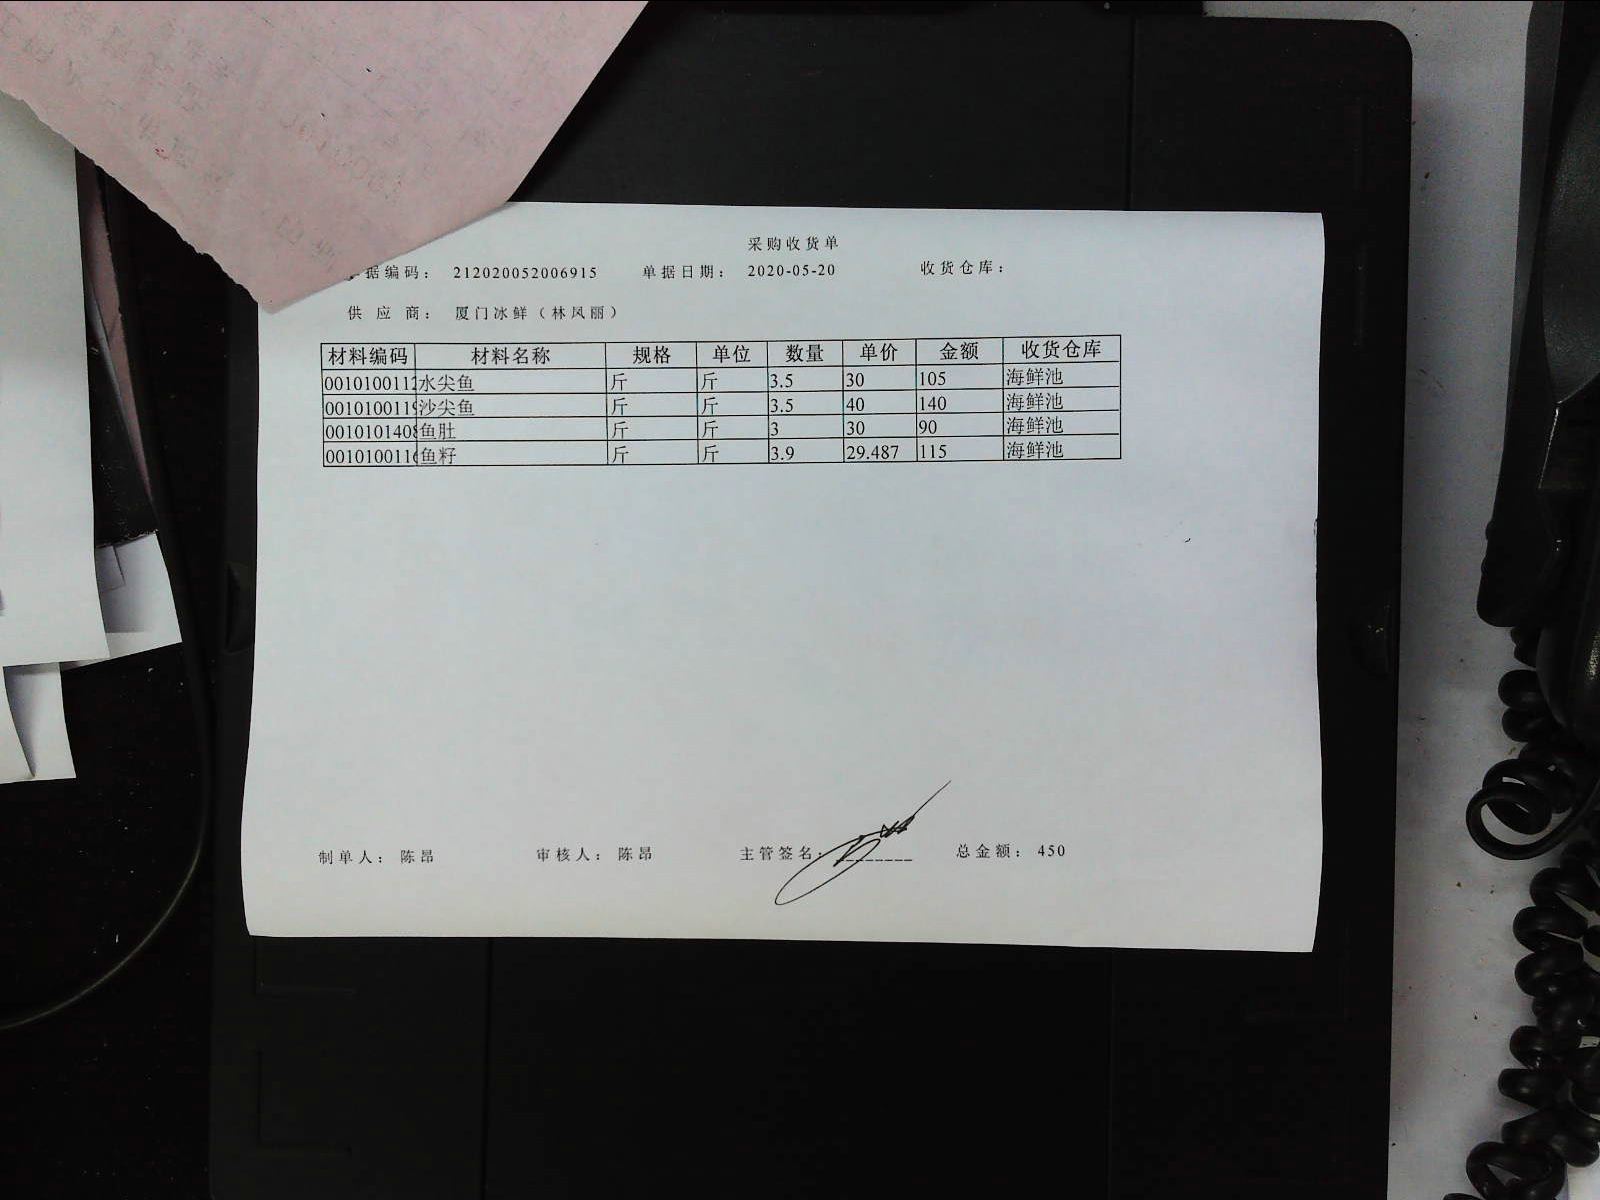 采购收货单
据编码： 212020052006915 单据日期： 2020-05-20 收货仓库：
供应商： 厦门冰鲜（林凤丽）
材料编码 材料名称 规格 单位 数量 单价 金额 收货仓库
0010100112 水尖鱼 斤 斤 3.5 30 105 海鲜池
001010011 沙尖鱼 斤 斤 3.5 40 140 海鲜池
001010140 鱼肚 斤 斤 3 30 90 海鲜池
001010011 鱼籽 斤 斤 3.9 29.487 115 海鲜池
制单人： 陈昂 审核人： 陈昂 主管签名： 总金额： 450